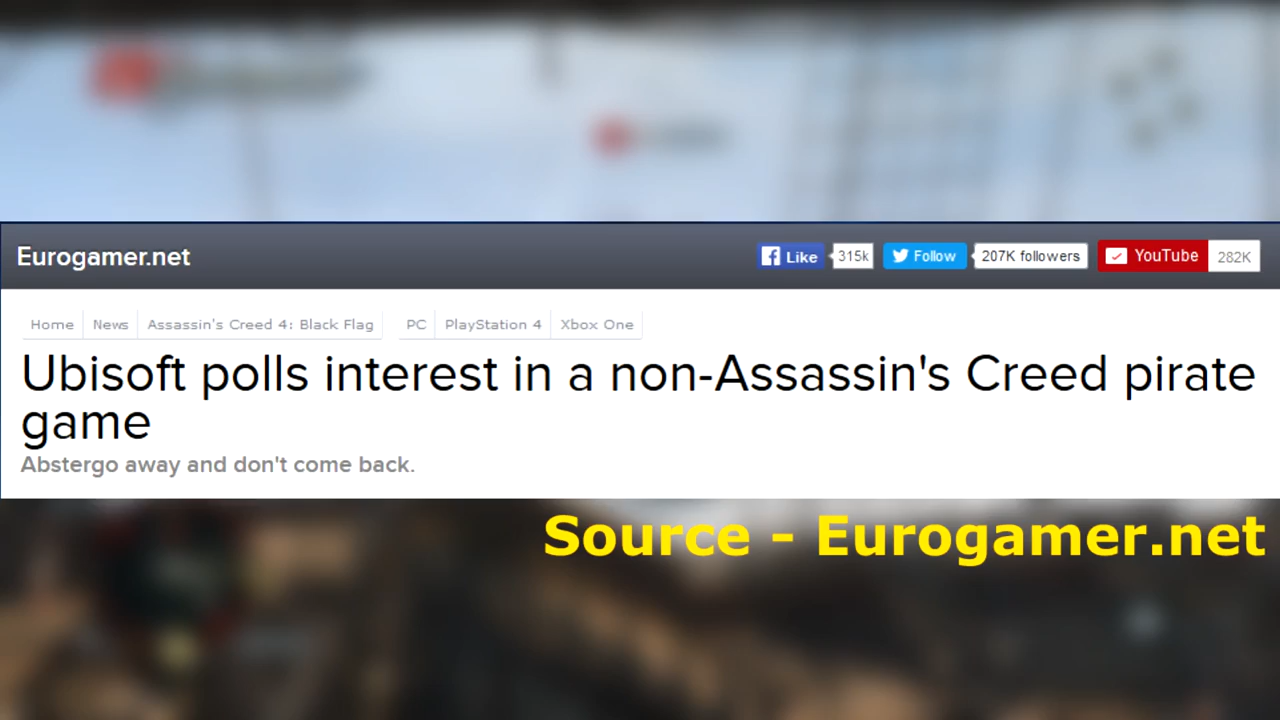 Eurogamer.net Like 315k Follow 207K followers YouTube 282K
Home News Assassin's Creed 4: Black Flag PC PlayStation 4 Xbox One
Ubisoft polls interest in a non-Assassin's Creed pirate
game
Abstergo away and don't come back.
Source - Eurogamer.net